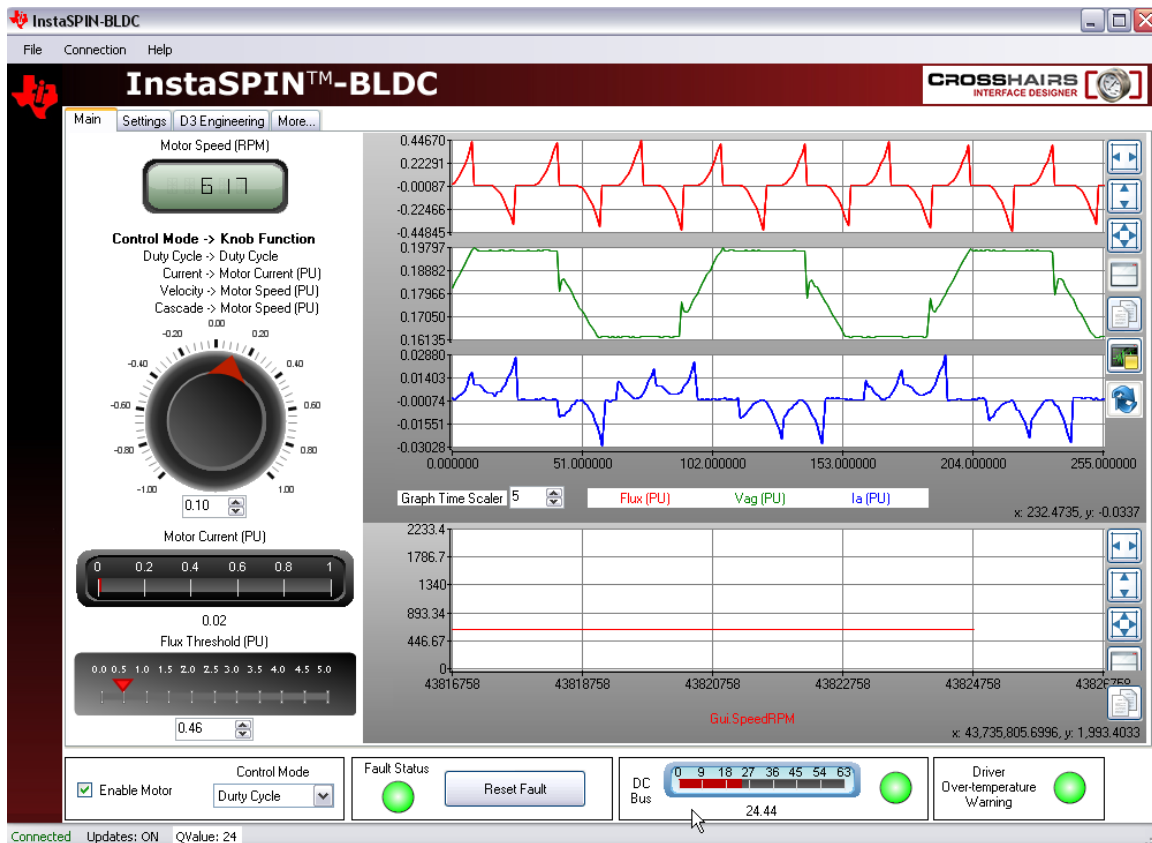 InstaSPIN-BLDC
File Connection Help
InstaSPIN™-BLDC
CROSSHAIRS
INTERFACE DESIGNER
Main Settings D3 Engineering More...
Motor Speed (RPM)
617
Control Mode -> Knob Function
Duty Cycle -> Duty Cycle
Current -> Motor Current (PU)
Velocity -> Motor Speed (PU)
Cascade -> Motor Speed (PU)
0.00
-0.20 0.20
-0.40 0.40
-0.60 0.60
-0.80 0.80
-1.00 1.00
0.10
Motor Current (PU)
0 0.2 0.4 0.6 0.8 1
0.02
Flux Threshold (PU)
0.0 0.5 1.0 1.5 2.0 2.5 3.0 3.5 4.0 4.5 5.0
0.46
0.44670
0.22291
-0.00087
-0.22466
-0.44845
0.19797
0.18882
0.17966
0.17050
0.16135
0.02880
0.01403
-0.00074
-0.01551
-0.03028
0.000000 51.000000 102.000000 153.000000 204.000000 255.000000
Graph Time Scaler 5 Flux (PU) Vag (PU) Ia (PU)
x: 232.4735, y: -0.0337
2233.4
1786.7
1340
893.34
446.67
0
43816758 43818758 43820758 43822758 43824758
Gui.SpeedRPM
x: 43,735,805.6996, y: 1,993.4033
Enable Motor
Control Mode
Durty Cycle
Fault Status
Reset Fault
DC
Bus
0 9 18 27 36 45 54 63
24.44
Driver
Over-temperature
Warning
Connected Updates: ON QValue: 24